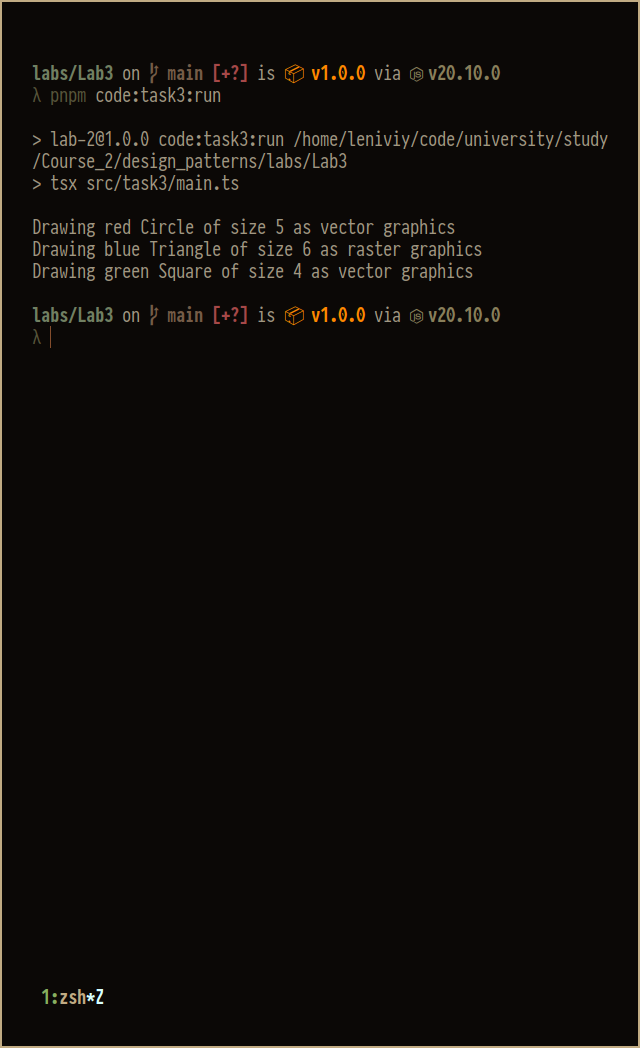 labs/Lab3 on main [+?] is v1.0.0 via v20.10.0
λ pnpm code:task3:run
> lab-2@1.0.0 code:task3:run /home/leniviy/code/university/study
/Course_2/design_patterns/labs/Lab3
> tsx src/task3/main.ts
Drawing red Circle of size 5 as vector graphics
Drawing blue Triangle of size 6 as raster graphics
Drawing green Square of size 4 as vector graphics
labs/Lab3 on main [+?] is v1.0.0 via v20.10.0
λ
1:zsh*Z